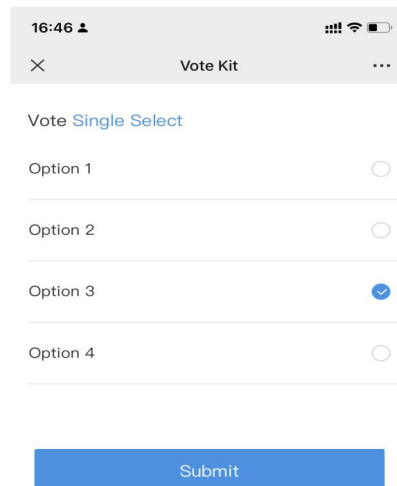 16:46
Vote Kit
Vote Single Select
Option 1
Option 2
Option 3
Option 4
Submit